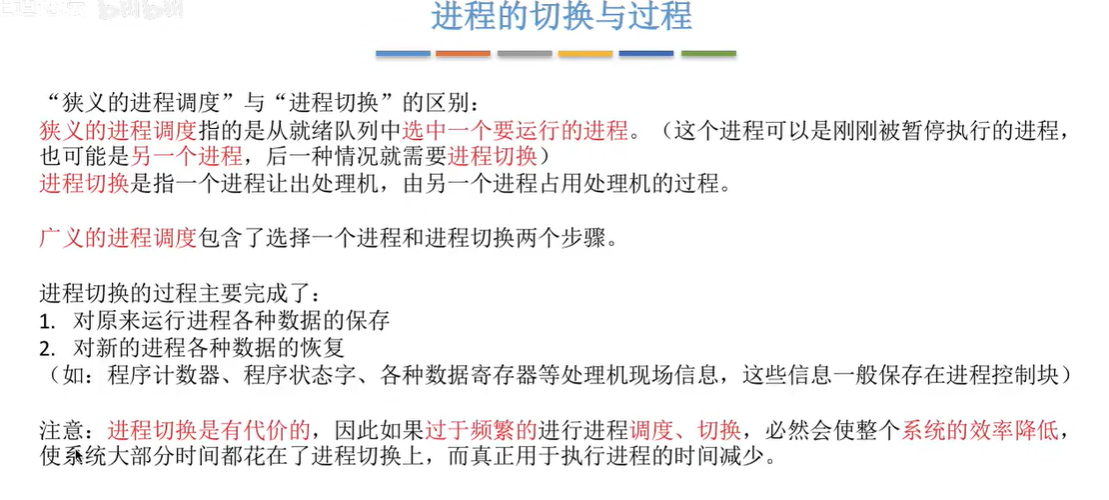 进程的切换与过程
“狭义的进程调度”与“进程切换”的区别：
狭义的进程调度指的是从就绪队列中选中一个要运行的进程。（这个进程可以是刚刚被暂停执行的进程，
也可能是另一个进程，后一种情况就需要进程切换）
进程切换是指一个进程让出处理机，由另一个进程占用处理机的过程。
广义的进程调度包含了选择一个进程和进程切换两个步骤。
进程切换的过程主要完成了：
1. 对原来运行进程各种数据的保存
2. 对新的进程各种数据的恢复
（如：程序计数器、程序状态字、各种数据寄存器等处理机现场信息，这些信息一般保存在进程控制块）
注意：进程切换是有代价的，因此如果过于频繁的进行进程调度、切换，必然会使整个系统的效率降低，
使系统大部分时间都花在了进程切换上，而真正用于执行进程的时间减少。